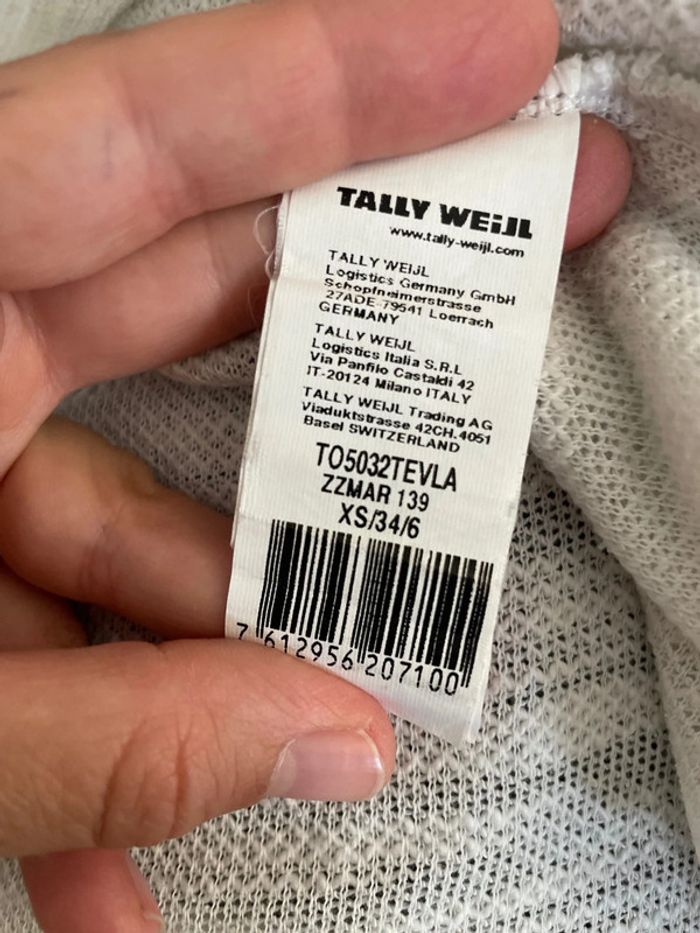 TALLY WEiJL
www.tally-weijl.com
TALLY WEIJL
Logistics Germany GmbH
Schopfneimerstrasse
27ADE-79541 Loerrach
GERMANY
TALLY WEIJL
Logistics Italia S.R.L
Via Panfilo Castaldi 42
IT-20124 Milano ITALY
TALLY WEIJL Trading AG
Viaduktstrasse 42CH.4051
Basel SWITZERLAND
TO5032TEVLA
ZZMAR 139
XS/34/6
7 612956 207100